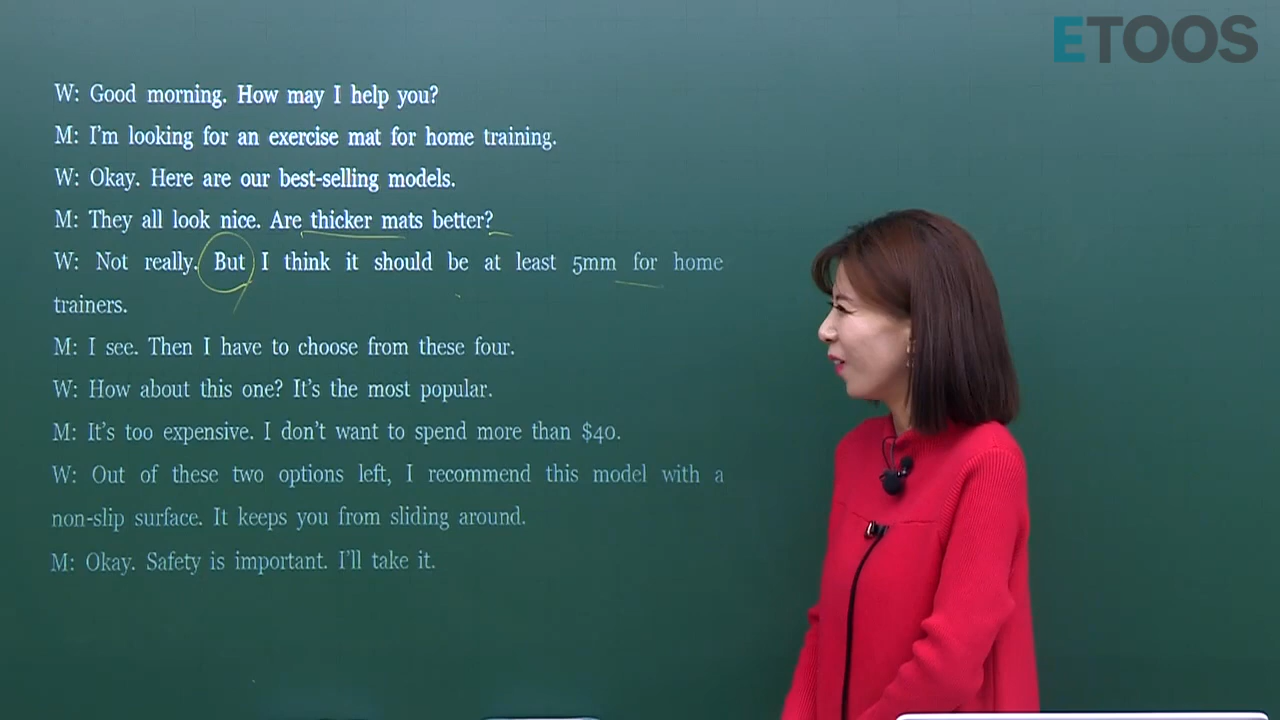 ETOOS
W: Good morning. How may I help you?
M: I'm looking for an exercise mat for home training.
W: Okay. Here are our best-selling models.
M: They all look nice. Are thicker mats better?
W: Not really. But I think it should be at least 5mm for home
trainers.
M: I see. Then I have to choose from these four.
W: How about this one? It's the most popular.
M: It's too expensive. I don't want to spend more than $40.
W: Out of these two options left, I recommend this model with a
non-slip surface. It keeps you from sliding around.
M: Okay. Safety is important. I'll take it.